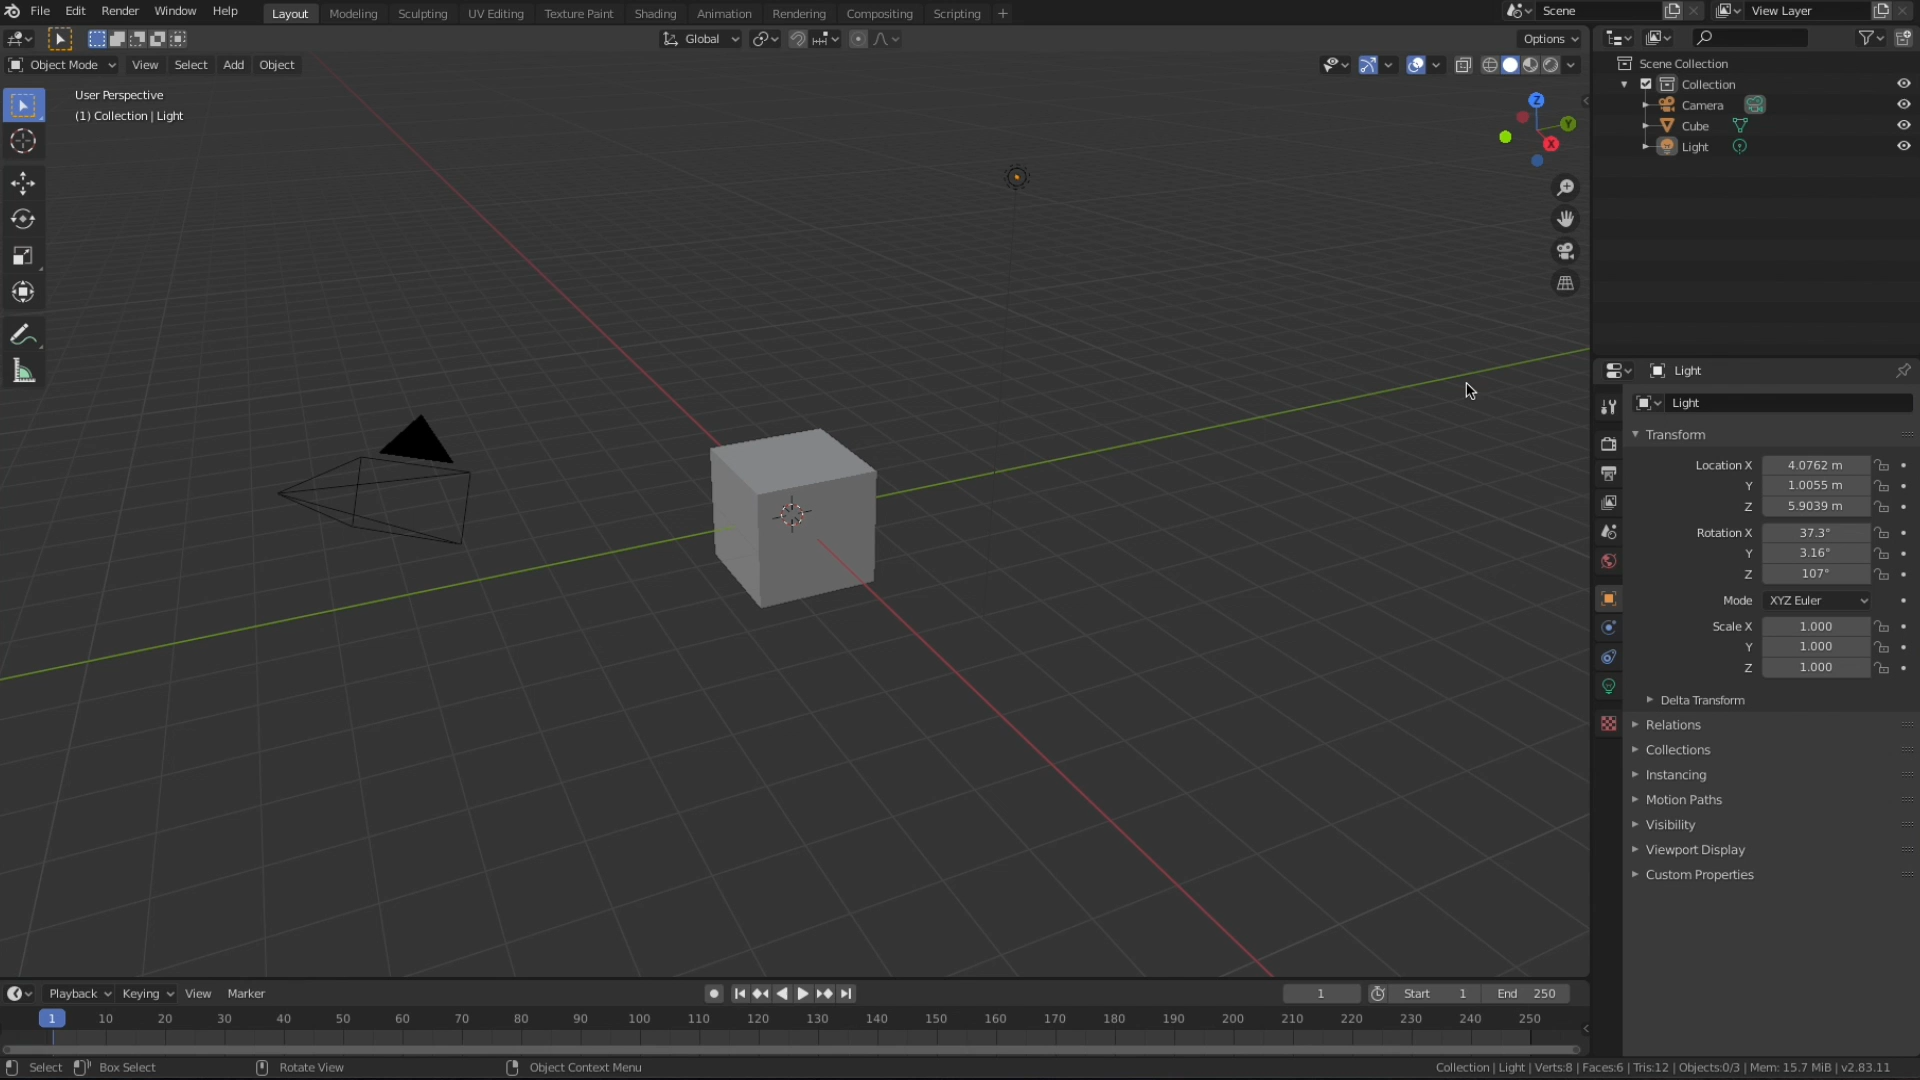 File Edit Render Window Help Layout Modeling Sculpting UV Editing Texture Paint Shading Animation Rendering Compositing Scripting + Scene View Layer
Global Options
Object Mode View Select Add Object
User Perspective
(1) Collection | Light
Z
Y
X
Scene Collection
Collection
Camera
Cube
Light
Light
Light
Transform
Location X 4.0762 m
Y 1.0055 m
Z 5.9039 m
Rotation X 37.3°
Y 3.16°
Z 107°
Mode XYZ Euler
Scale X 1.000
Y 1.000
Z 1.000
Delta Transform
Relations
Collections
Instancing
Motion Paths
Visibility
Viewport Display
Custom Properties
Playback Keying View Marker 1 Start 1 End 250
1 10 20 30 40 50 60 70 80 90 100 110 120 130 140 150 160 170 180 190 200 210 220 230 240 250
Select Box Select Rotate View Object Context Menu Collection | Light | Verts:8 | Faces:6 | Tris:12 | Objects:0/3 | Mem: 15.7 MiB | v2.83.11